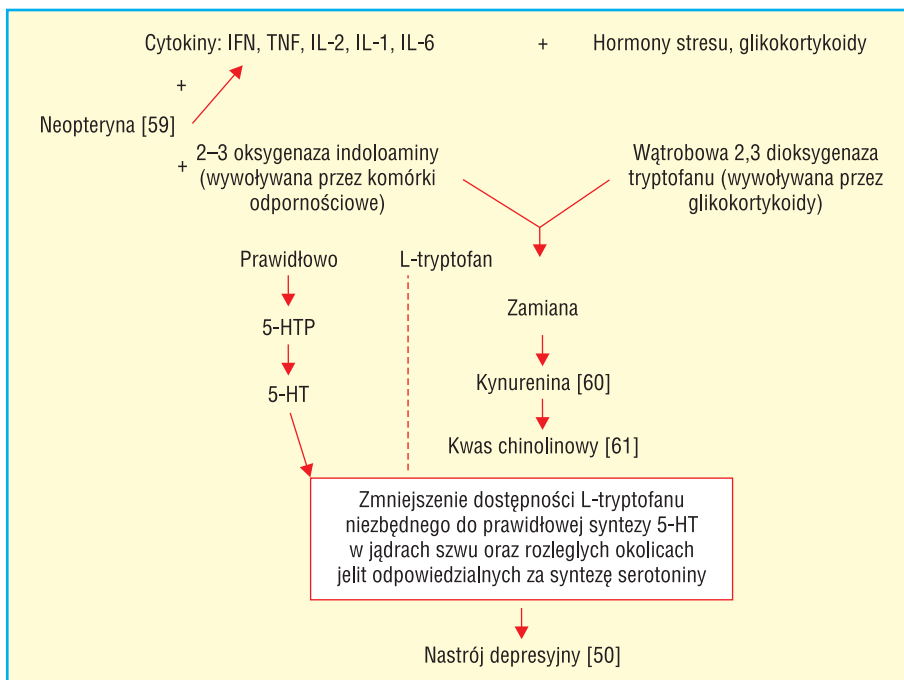 Cytokiny: IFN, TNF, IL-2, IL-1, IL-6 + Hormony stresu, glikokortykoidy
+
Neopteryna [59]
+ 2–3 oksygenaza indoloaminy
(wywoływana przez komórki
odpornościowe)
Wątrobowa 2,3 dioksygenaza
tryptofanu (wywoływana przez
glikokortykoidy)
Prawidłowo
L-tryptofan
5-HTP
5-HT
Zamiana
Kynurenina [60]
Kwas chinolinowy [61]
Zmniejszenie dostępności L-tryptofanu
niezbędnego do prawidłowej syntezy 5-HT
w jądrach szwu oraz rozleglych okolicach
jelit odpowiedzialnych za syntezę serotoniny
Nastrój depresyjny [50]